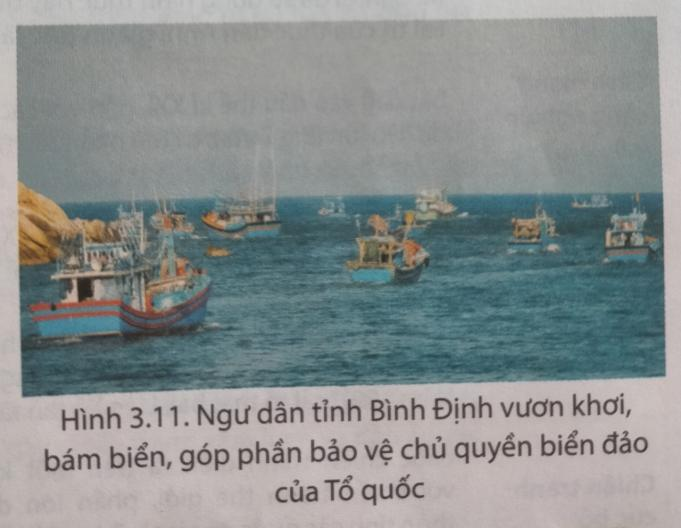 Hình 3.11. Ngư dân tỉnh Bình Định vươn khơi,
bám biển, góp phần bảo vệ chủ quyền biển đảo
của Tổ quốc